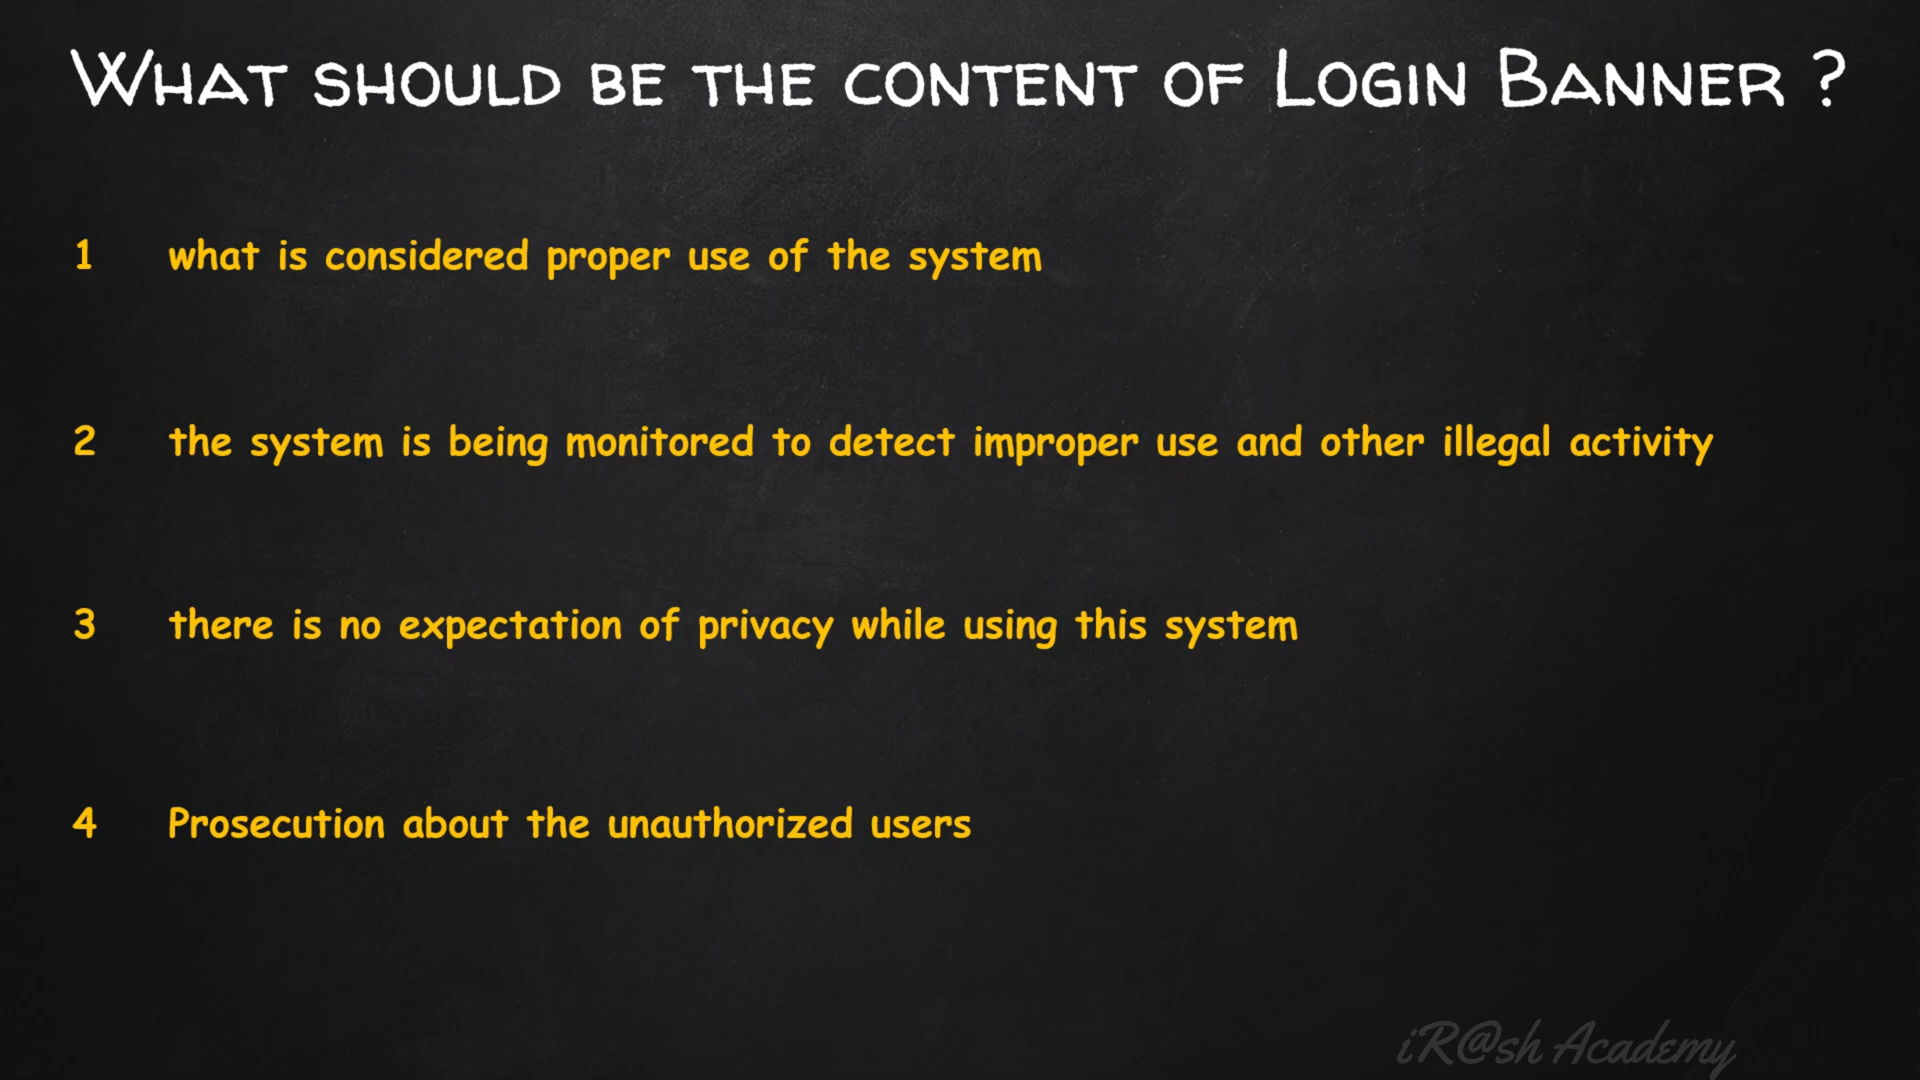 What should be the content of Login Banner ?
1 what is considered proper use of the system
2 the system is being monitored to detect improper use and other illegal activity
3 there is no expectation of privacy while using this system
4 Prosecution about the unauthorized users
iR@sh Academy